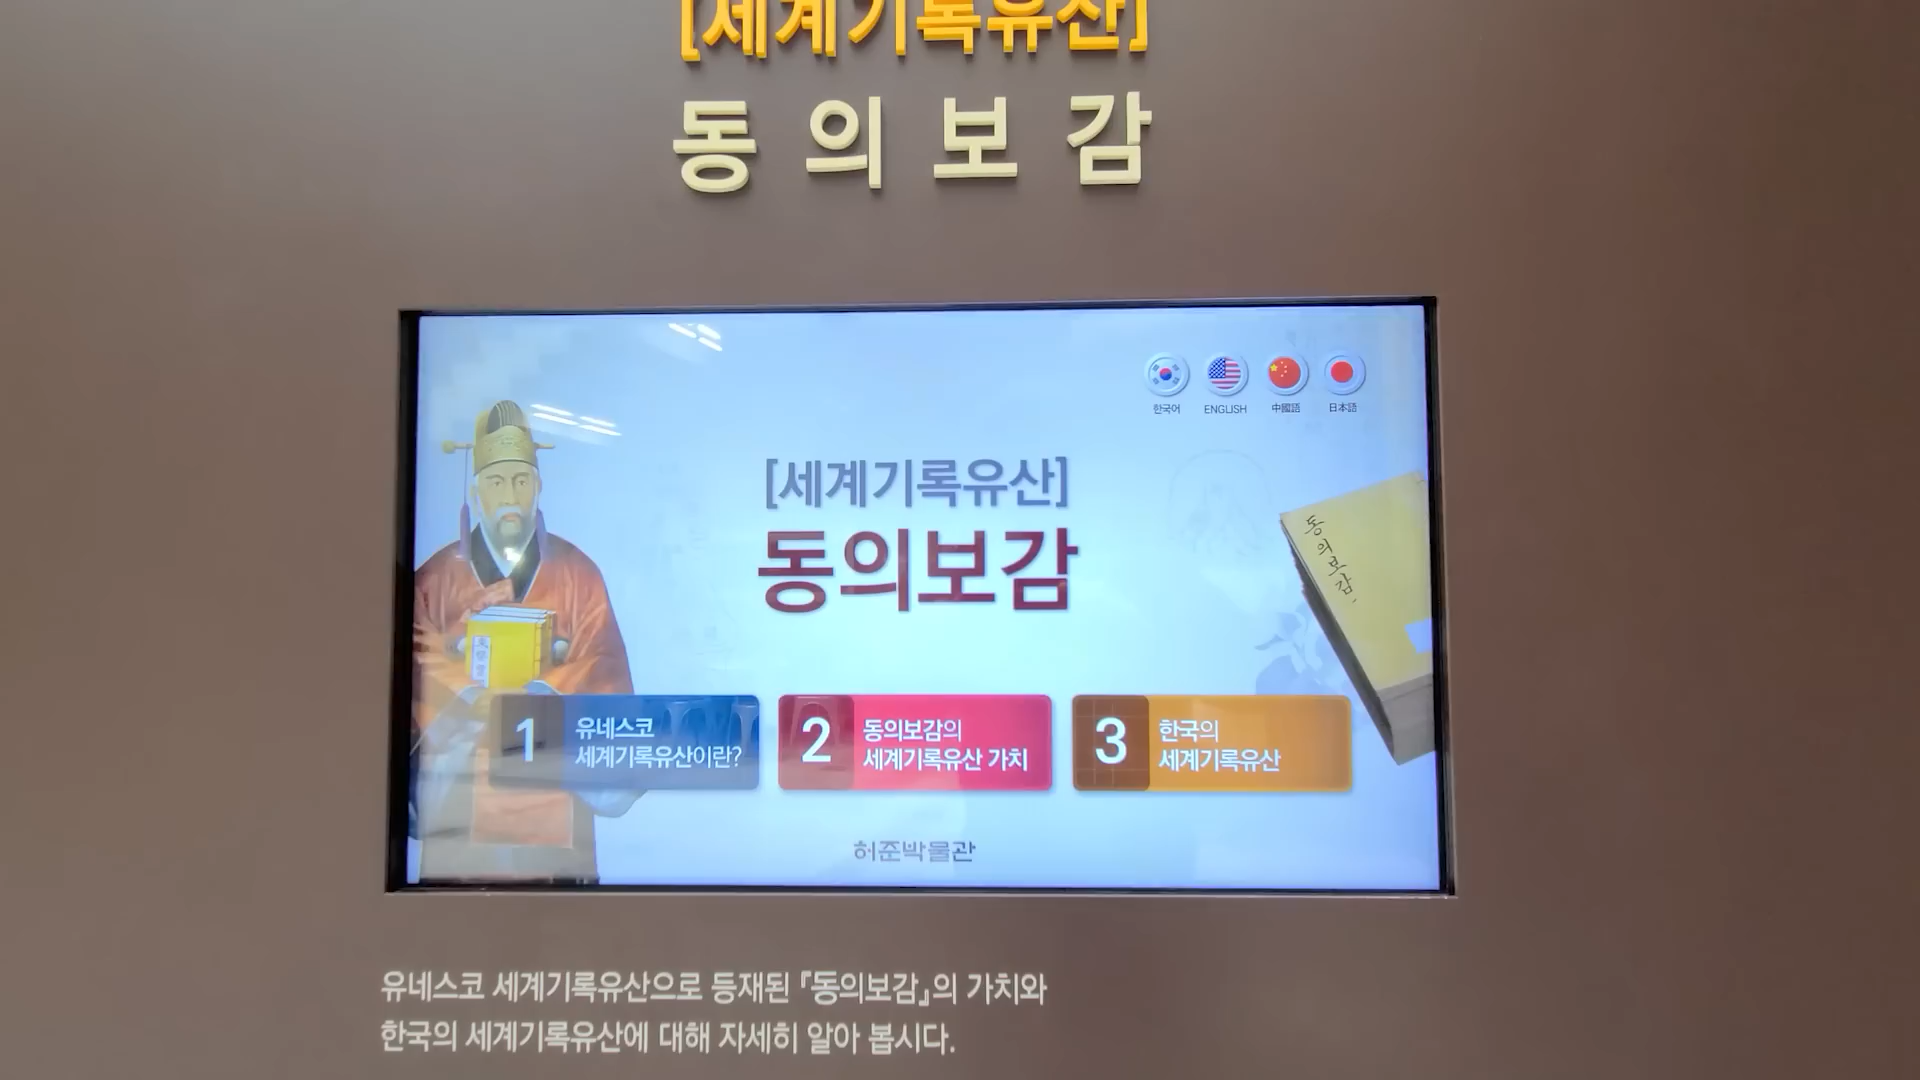 [세계기록유산]
동의보감
한국어 ENGLISH 中國語 日本語
[세계기록유산]
동의보감
동의보감
1 유네스코
세계기록유산이란?
2 동의보감의
세계기록유산 가치
3 한국의
세계기록유산
허준박물관
유네스코 세계기록유산으로 등재된 『동의보감』의 가치와
한국의 세계기록유산에 대해 자세히 알아 봅시다.